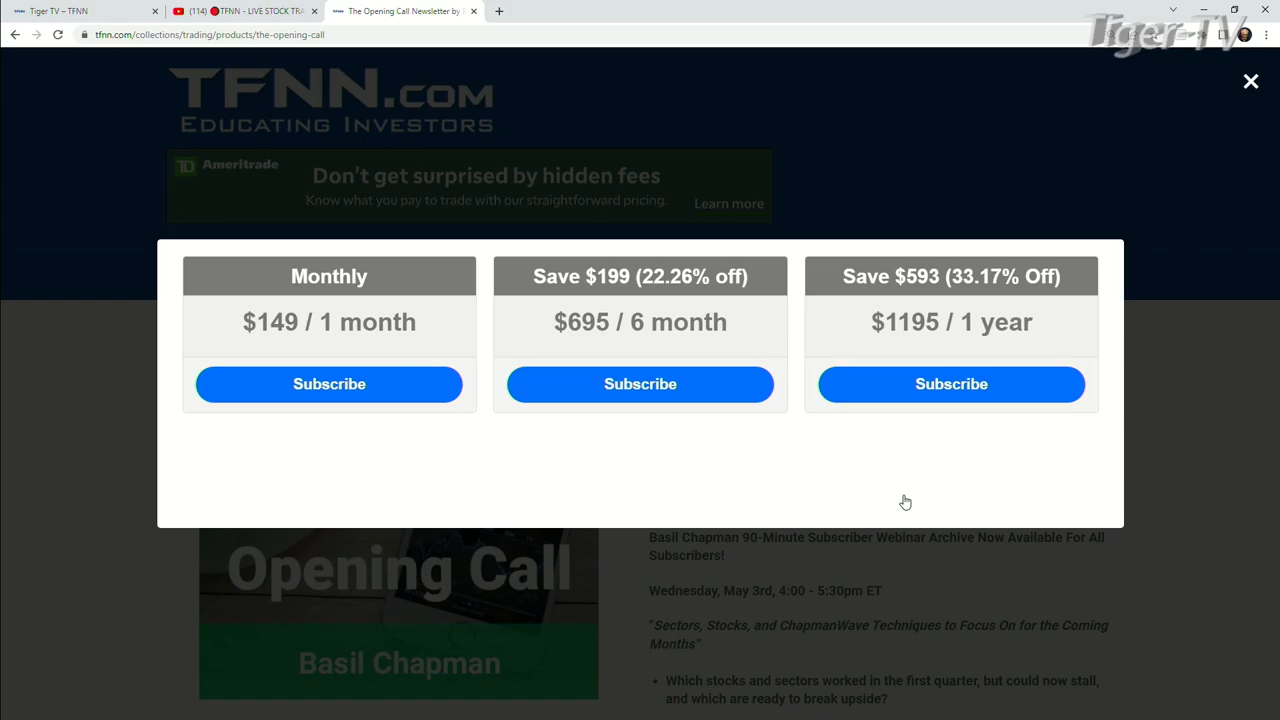 Tiger TV – TFNN
(114) 🔴TFNN - LIVE STOCK TRA
The Opening Call Newsletter by
tfnn.com/collections/trading/products/the-opening-call
Tiger TV
TFNN.COM
EDUCATING INVESTORS
TD Ameritrade
Don't get surprised by hidden fees
Know what you pay to trade with our straightforward pricing.
Learn more
Monthly
$149 / 1 month
Subscribe
Save $199 (22.26% off)
$695 / 6 month
Subscribe
Save $593 (33.17% Off)
$1195 / 1 year
Subscribe
Opening Call
Basil Chapman
Basil Chapman 90-Minute Subscriber Webinar Archive Now Available For All
Subscribers!
Wednesday, May 3rd, 4:00 - 5:30pm ET
"Sectors, Stocks, and ChapmanWave Techniques to Focus On for the Coming
Months"
• Which stocks and sectors worked in the first quarter, but could now stall,
and which are ready to break upside?